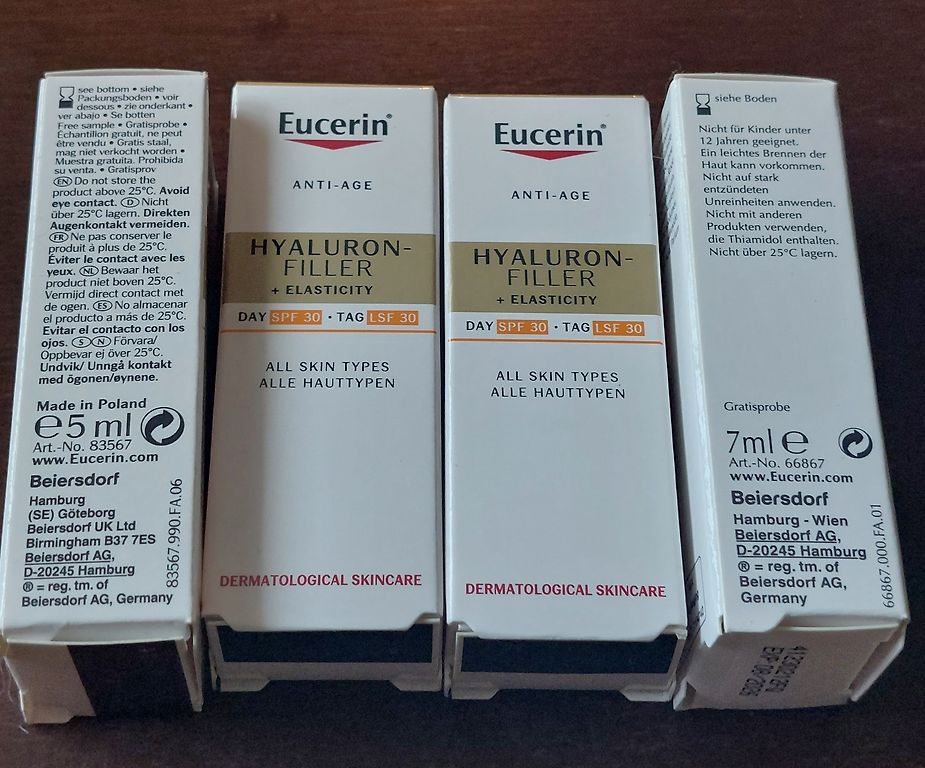 see bottom • siehe
Packungsboden • voir
dessous • zie onderkant •
ver abajo • Se botten
Free sample • Gratisprobe •
Échantillon gratuit, ne peut
être vendu • Gratis staal,
mag niet verkocht worden •
Muestra gratuita. Prohibida
su venta. • Gratisprov
EN Do not store the
product above 25°C. Avoid
eye contact. D Nicht
über 25°C lagern. Direkten
Augenkontakt vermeiden.
FR Ne pas conserver le
produit à plus de 25°C.
Éviter le contact avec les
yeux. NL Bewaar het
product niet boven 25°C.
Vermijd direct contact met
de ogen. ES No almacenar
el producto a más de 25°C.
Evitar el contacto con los
ojos. S N Förvara/
Oppbevar ej över 25°C.
Undvik/ Unngå kontakt
med ögonen/øynene.
Made in Poland
e5 ml
Art.-No. 83567
www.Eucerin.com
Beiersdorf
Hamburg
(SE) Göteborg
Beiersdorf UK Ltd
Birmingham B37 7ES
Beiersdorf AG,
D-20245 Hamburg
® = reg. tm. of
Beiersdorf AG, Germany
83567.990.FA.06
Eucerin®
ANTI-AGE
HYALURON-
FILLER
+ ELASTICITY
DAY SPF 30 · TAG LSF 30
ALL SKIN TYPES
ALLE HAUTTYPEN
DERMATOLOGICAL SKINCARE
Eucerin®
ANTI-AGE
HYALURON-
FILLER
+ ELASTICITY
DAY SPF 30 · TAG LSF 30
ALL SKIN TYPES
ALLE HAUTTYPEN
DERMATOLOGICAL SKINCARE
siehe Boden
Nicht für Kinder unter
12 Jahren geeignet.
Ein leichtes Brennen der
Haut kann vorkommen.
Nicht auf stark
entzündeten
Unreinheiten anwenden.
Nicht mit anderen
Produkten verwenden,
die Thiamidol enthalten.
Nicht über 25°C lagern.
Gratisprobe
7ml e
Art.-No. 66867
www.Eucerin.com
Beiersdorf
Hamburg - Wien
Beiersdorf AG,
D-20245 Hamburg
® = reg. tm. of
Beiersdorf AG,
Germany
66867.000.FA.01
EXP